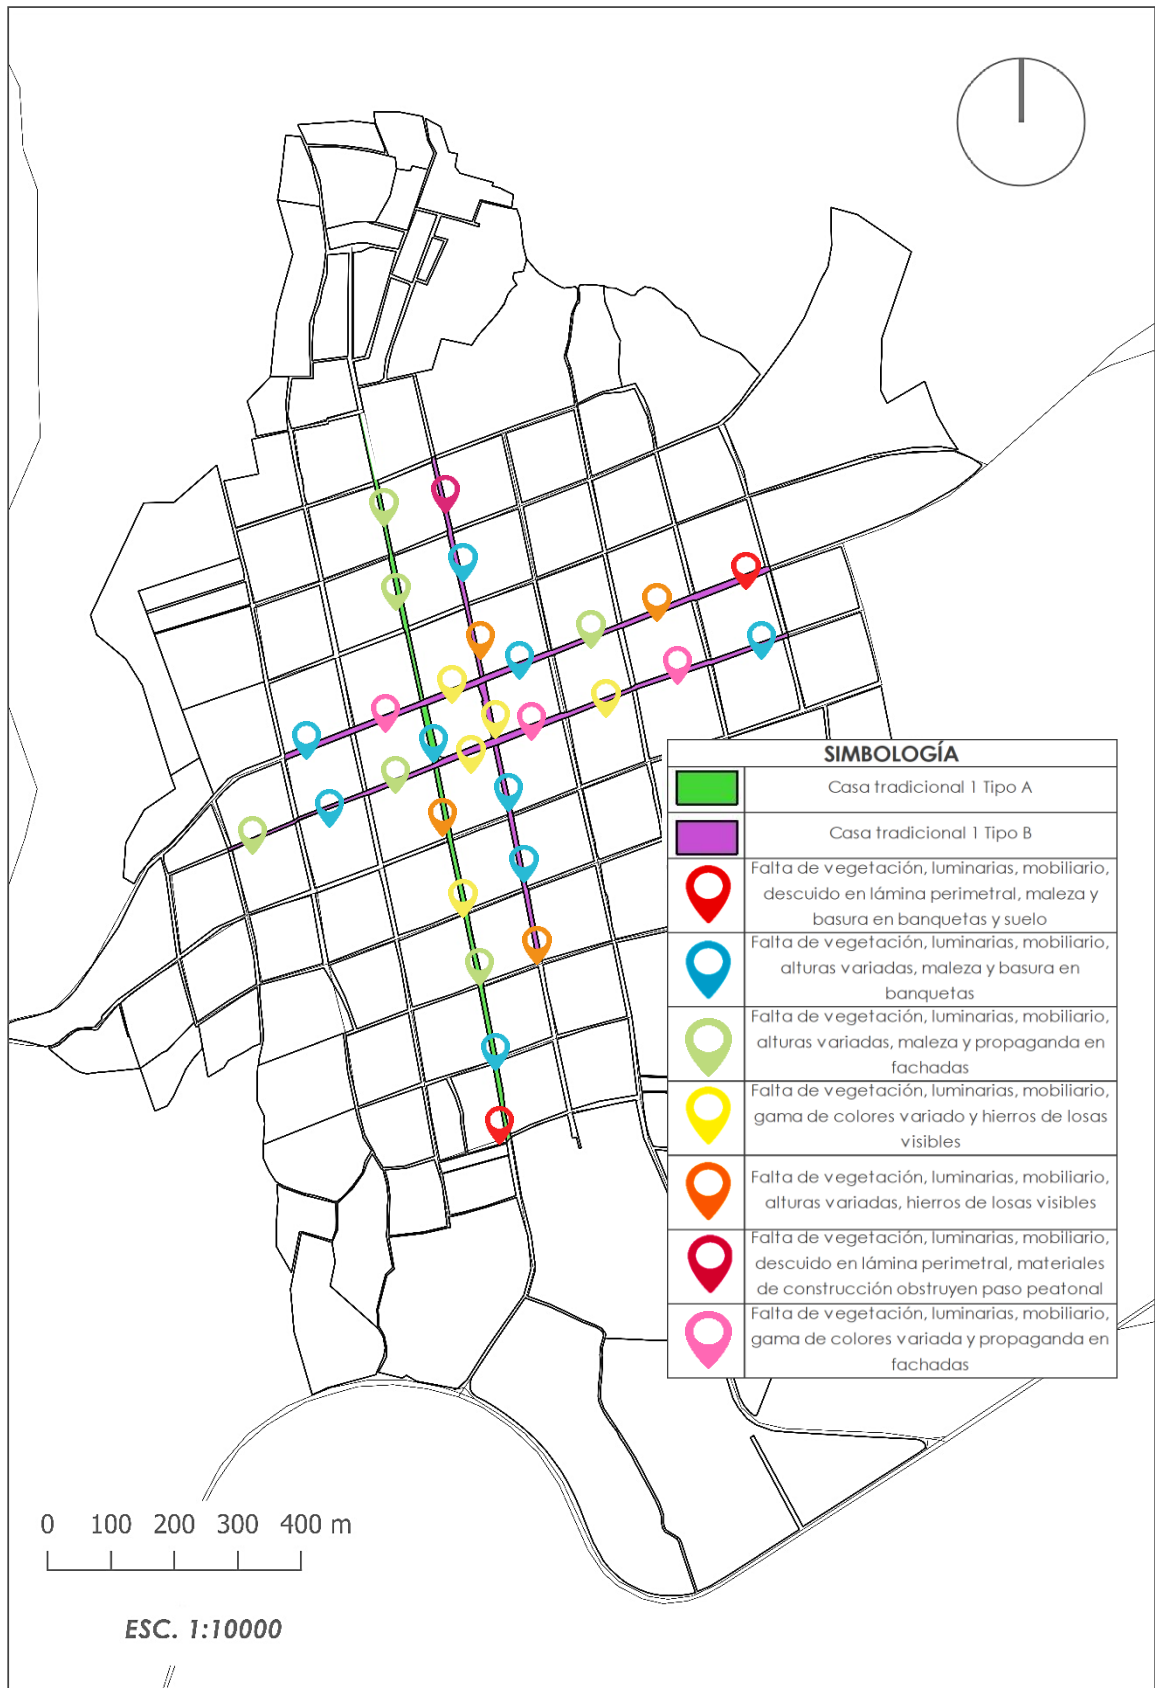 SIMBOLOGÍA
Casa tradicional 1 Tipo A
Casa tradicional 1 Tipo B
Falta de vegetación, luminarias, mobiliario,
descuido en lámina perimetral, maleza y
basura en banquetas y suelo
Falta de vegetación, luminarias, mobiliario,
alturas variadas, maleza y basura en
banquetas
Falta de vegetación, luminarias, mobiliario,
alturas variadas, maleza y propaganda en
fachadas
Falta de vegetación, luminarias, mobiliario,
gama de colores variado y hierros de losas
visibles
Falta de vegetación, luminarias, mobiliario,
alturas variadas, hierros de losas visibles
Falta de vegetación, luminarias, mobiliario,
descuido en lámina perimetral, materiales
de construcción obstruyen paso peatonal
Falta de vegetación, luminarias, mobiliario,
gama de colores variada y propaganda en
fachadas
0 100 200 300 400 m
ESC. 1:10000